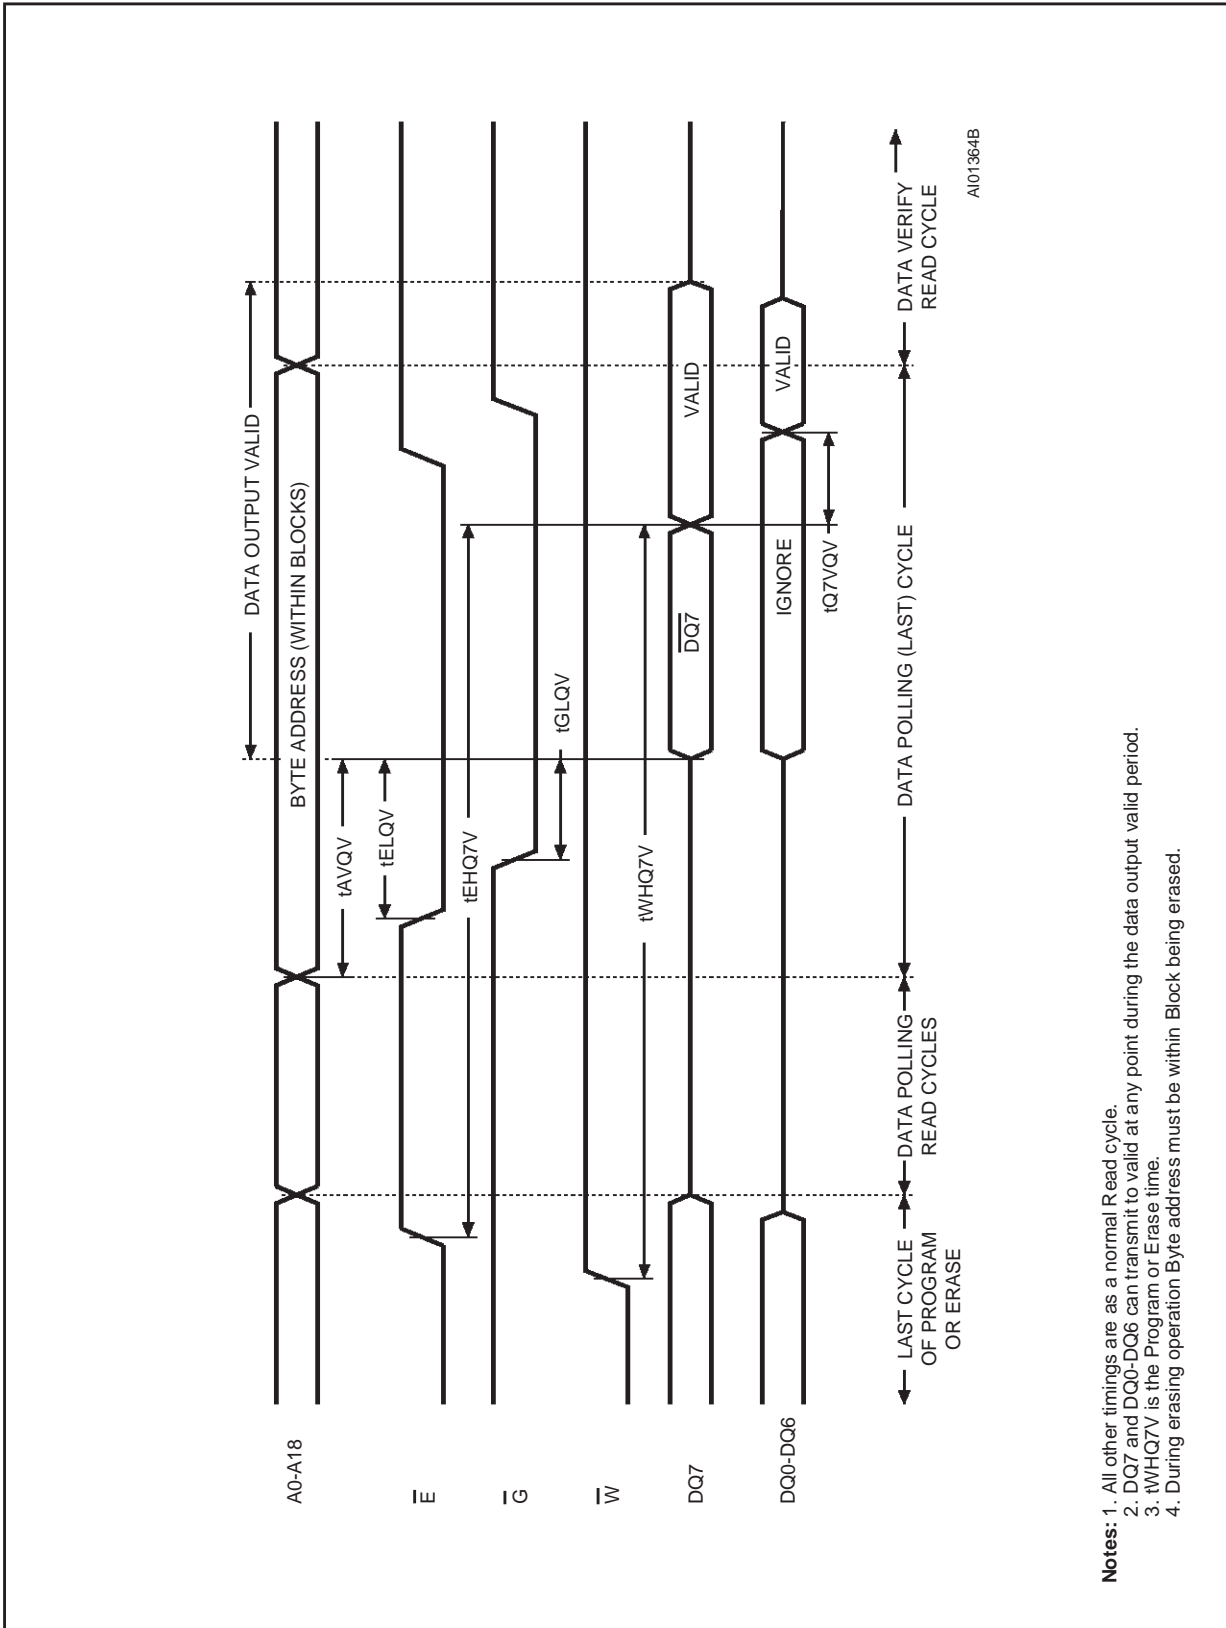 A0-A18
BYTE ADDRESS (WITHIN BLOCKS)
DATA OUTPUT VALID
tAVQV
tELQV
E
tEHQ7V
G
tGLQV
W
tWHQ7V
DQ7
DQ7
VALID
DQ0-DQ6
IGNORE
VALID
tQ7VQV
LAST CYCLE
OF PROGRAM
OR ERASE
DATA POLLING
READ CYCLES
DATA POLLING (LAST) CYCLE
DATA VERIFY
READ CYCLE
AI01364B
Notes: 1. All other timings are as a normal Read cycle.
2. DQ7 and DQ0-DQ6 can transmit to valid at any point during the data output valid period.
3. tWHQ7V is the Program or Erase time.
4. During erasing operation Byte address must be within Block being erased.